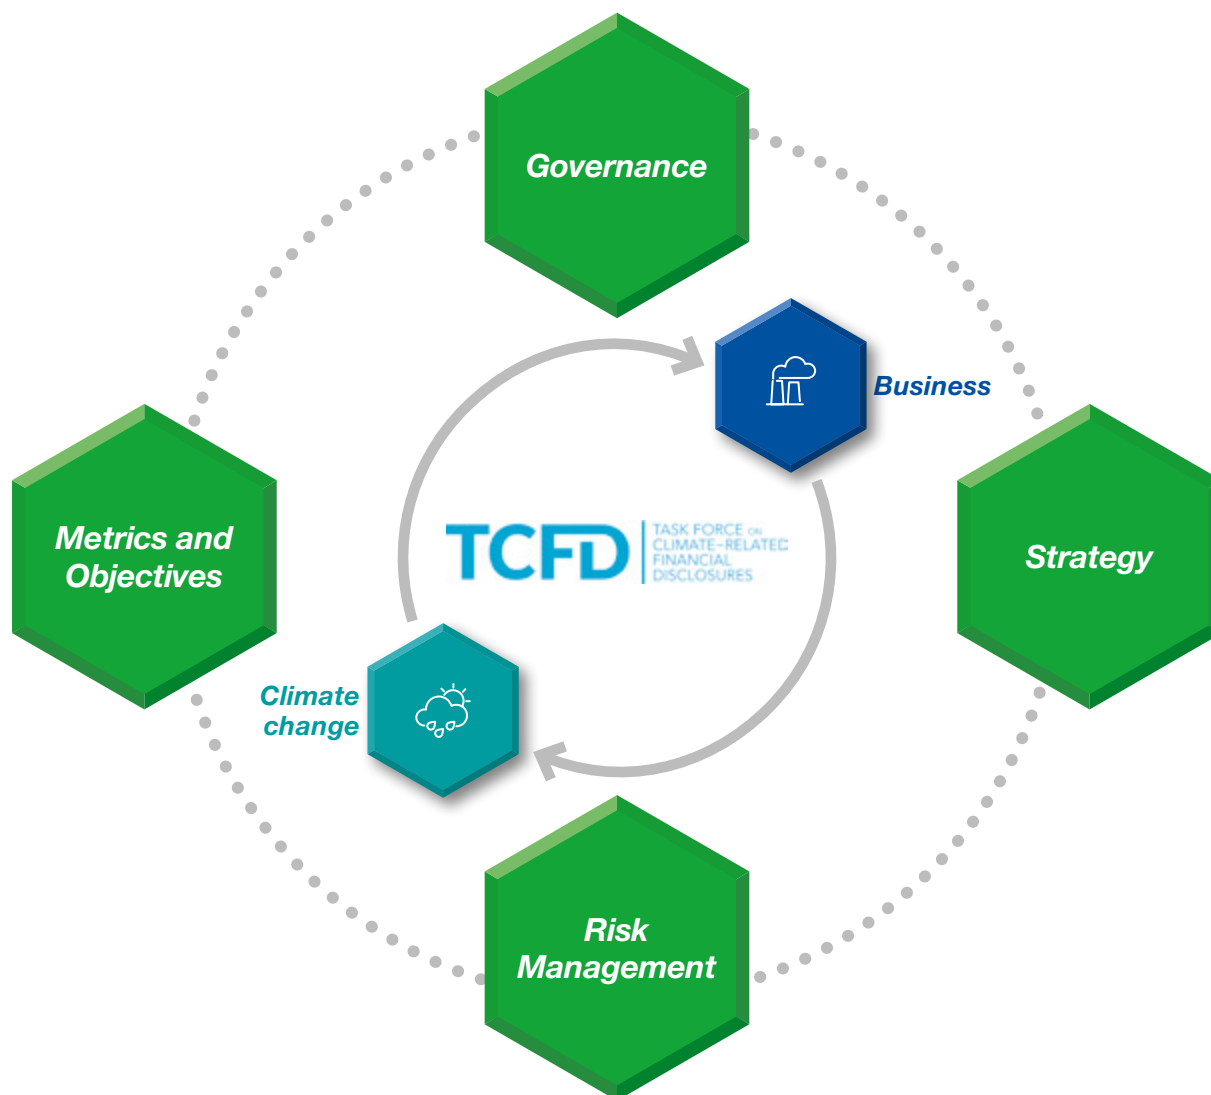 Governance
Business
Metrics and
Objectives
TCFD
TASK FORCE ON
CLIMATE-RELATED
FINANCIAL
DISCLOSURES
Strategy
Climate
change
Risk
Management